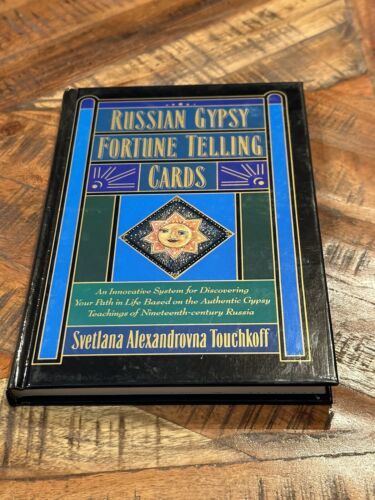 RUSSIAN GYPSY
FORTUNE TELLING
CARDS
An Innovative System for Discovering
Your Path in Life Based on the Authentic Gypsy
Teachings of Nineteenth-century Russia
Svetlana Alexandrovna Touchkoff